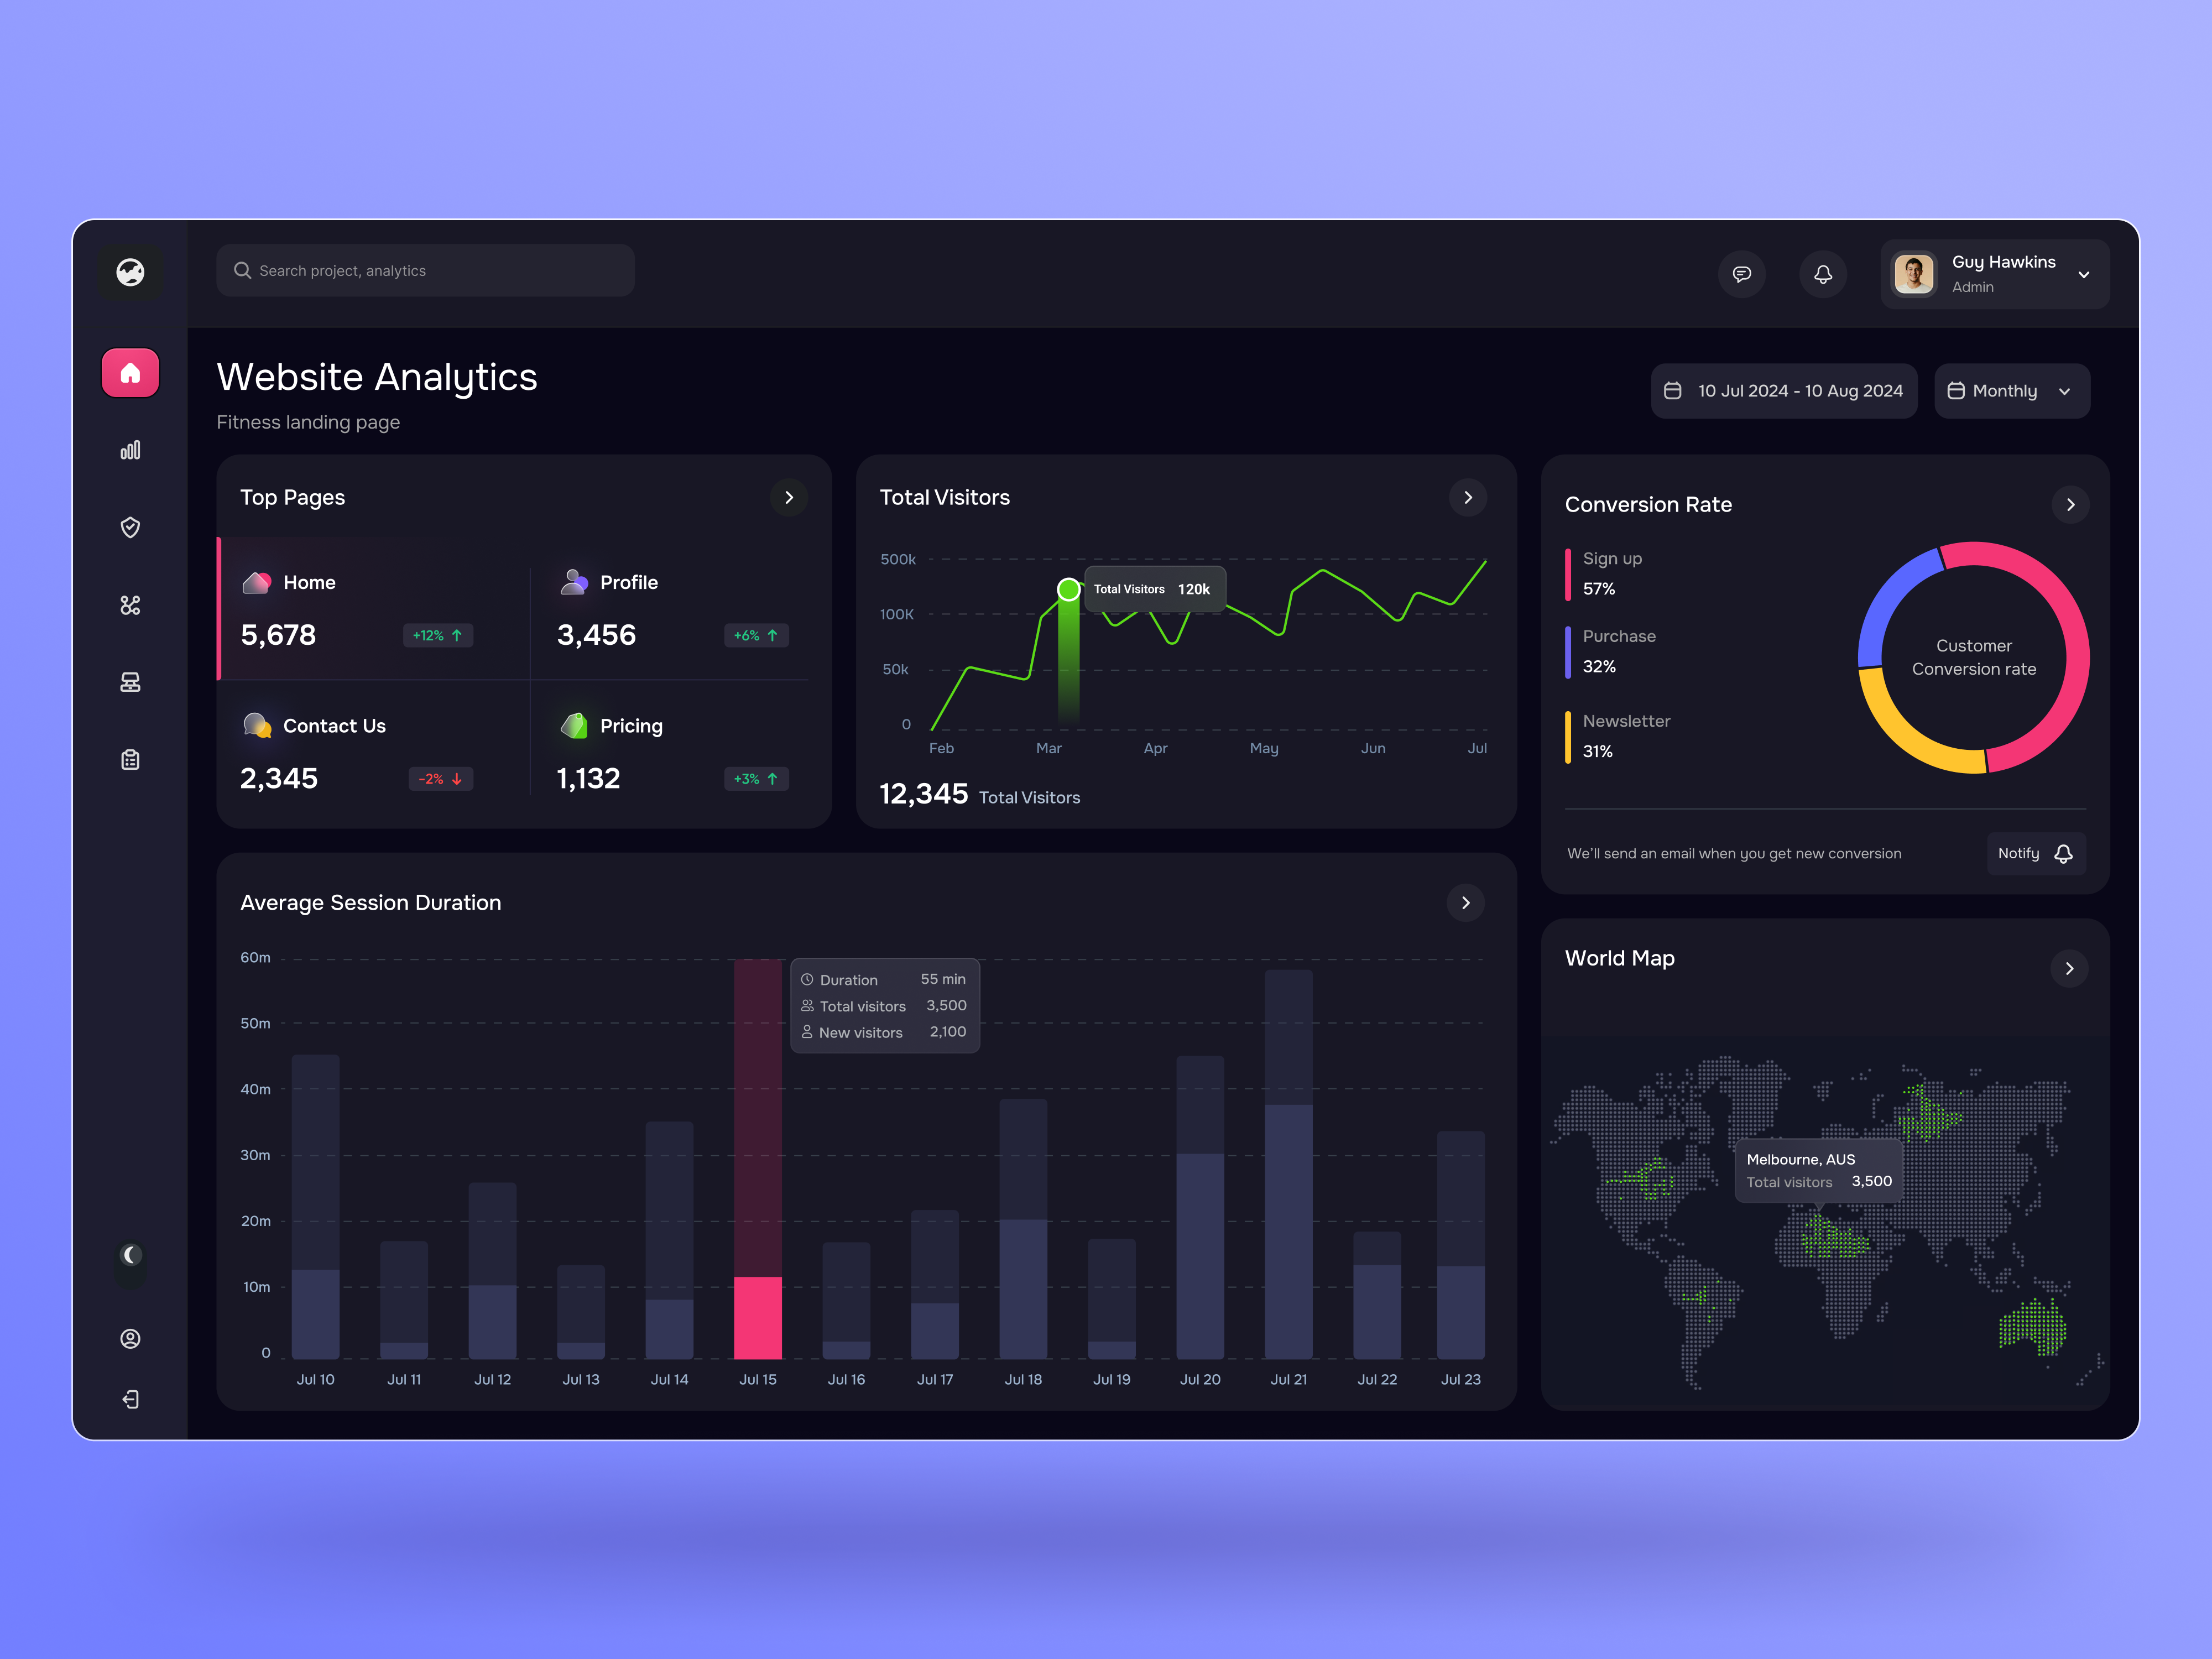 Search project, analytics
Guy Hawkins
Admin
Website Analytics
Fitness landing page
10 Jul 2024 - 10 Aug 2024
Monthly
Top Pages
Home
5,678
+12%
Profile
3,456
+6%
Contact Us
2,345
-2%
Pricing
1,132
+3%
Total Visitors
500k
100K
50k
0
Total Visitors 120k
Feb Mar Apr May Jun Jul
12,345 Total Visitors
Conversion Rate
Sign up
57%
Purchase
32%
Newsletter
31%
Customer
Conversion rate
We'll send an email when you get new conversion
Notify
Average Session Duration
60m
50m
40m
30m
20m
10m
0
Duration 55 min
Total visitors 3,500
New visitors 2,100
Jul 10 Jul 11 Jul 12 Jul 13 Jul 14 Jul 15 Jul 16 Jul 17 Jul 18 Jul 19 Jul 20 Jul 21 Jul 22 Jul 23
World Map
Melbourne, AUS
Total visitors 3,500